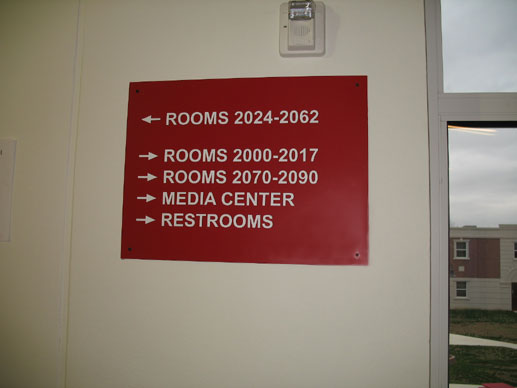 ← ROOMS 2024-2062
→ ROOMS 2000-2017
→ ROOMS 2070-2090
→ MEDIA CENTER
→ RESTROOMS